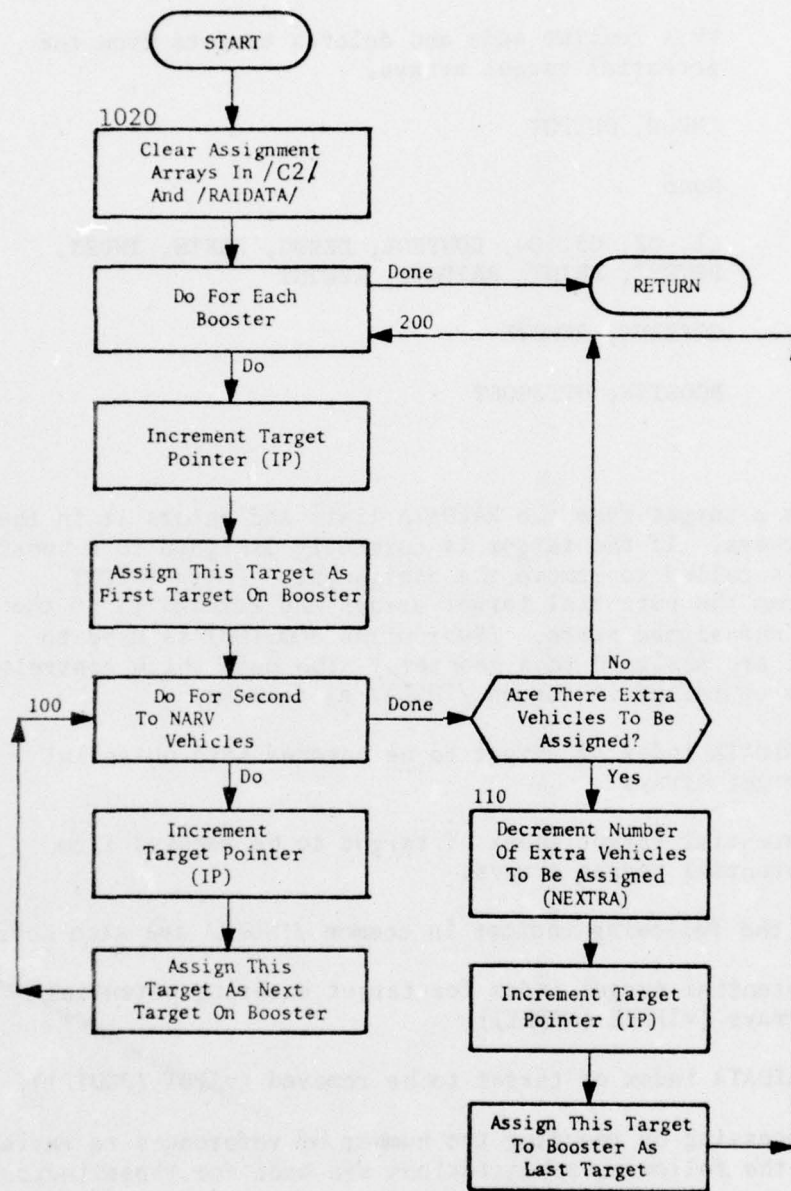 START
1020
Clear Assignment
Arrays In /C2/
And /RAIDATA/
Do For Each
Booster
Done
RETURN
200
Do
Increment Target
Pointer (IP)
Assign This Target As
First Target On Booster
100
Do For Second
To NARV
Vehicles
Done
Are There Extra
Vehicles To Be
Assigned?
No
Yes
Do
Increment
Target Pointer
(IP)
110
Decrement Number
Of Extra Vehicles
To Be Assigned
(NEXTRA)
Assign This
Target As Next
Target On Booster
Increment Target
Pointer (IP)
Assign This Target
To Booster As
Last Target